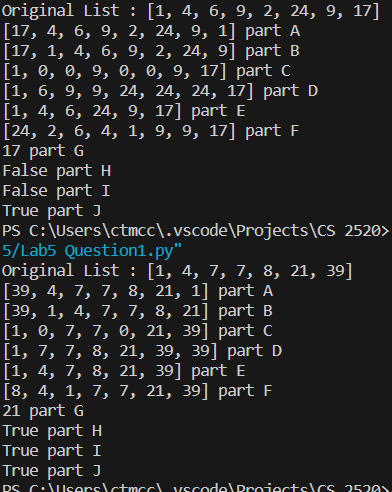 Original List : [1, 4, 6, 9, 2, 24, 9, 17]
[17, 4, 6, 9, 2, 24, 9, 1] part A
[17, 1, 4, 6, 9, 2, 24, 9] part B
[1, 0, 0, 9, 0, 0, 9, 17] part C
[1, 6, 9, 9, 24, 24, 24, 17] part D
[1, 4, 6, 24, 9, 17] part E
[24, 2, 6, 4, 1, 9, 9, 17] part F
17 part G
False part H
False part I
True part J
PS C:\Users\ctmcc\.vscode\Projects\CS 2520>
5/Lab5 Question1.py"
Original List : [1, 4, 7, 7, 8, 21, 39]
[39, 4, 7, 7, 8, 21, 1] part A
[39, 1, 4, 7, 7, 8, 21] part B
[1, 0, 7, 7, 0, 21, 39] part C
[1, 7, 7, 8, 21, 39, 39] part D
[1, 4, 7, 8, 21, 39] part E
[8, 4, 1, 7, 7, 21, 39] part F
21 part G
True part H
True part I
True part J
PS C:\Users\ctmcc\.vscode\Projects\CS 2520>